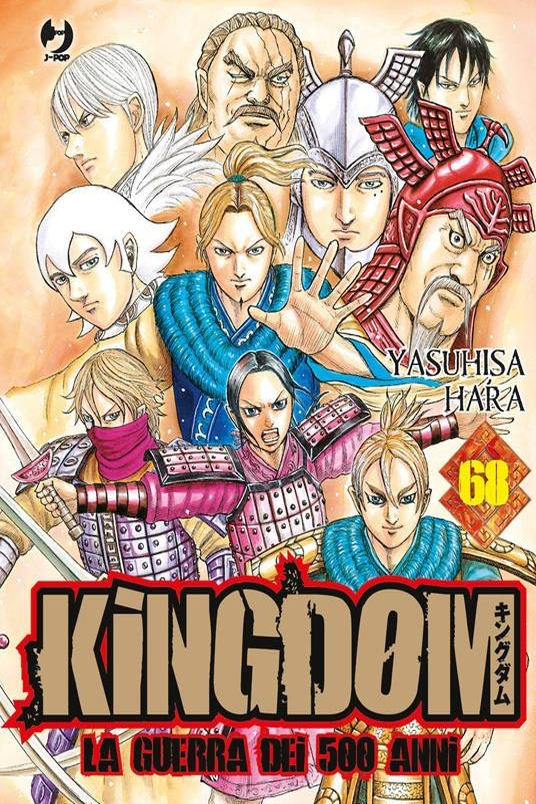 J-POP
YASUHISA
HARA
68
KiNGDOM
キングダム
LA GUERRA DEi 500 ANNi